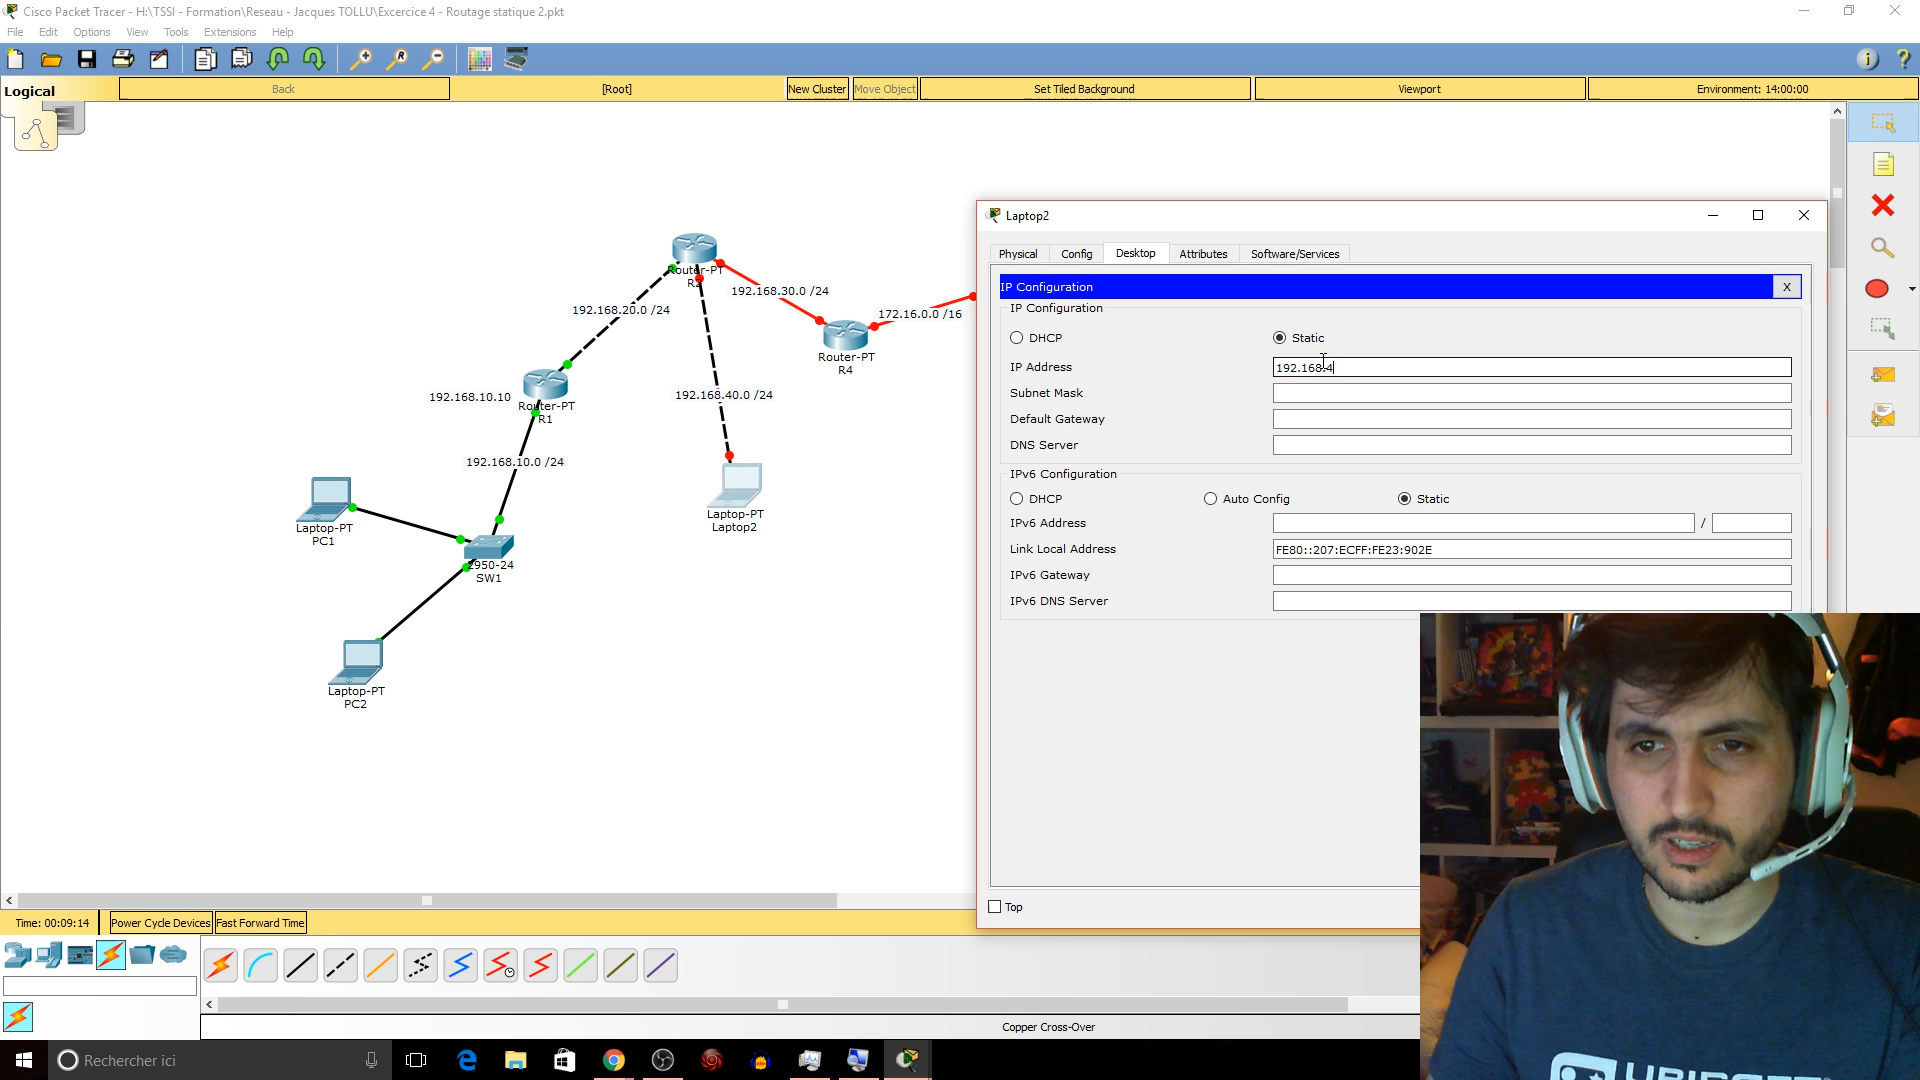 Cisco Packet Tracer - H:\TSSI - Formation\Reseau - Jacques TOLLU\Excercice 4 - Routage statique 2.pkt
File Edit Options View Tools Extensions Help
Logical
Back
[Root]
New Cluster
Move Object
Set Tiled Background
Viewport
Environment: 14:00:00
Router-PT
R2
192.168.30.0 /24
192.168.20.0 /24
172.16.0.0 /16
Router-PT
R4
192.168.10.10
Router-PT
R1
192.168.40.0 /24
192.168.10.0 /24
Laptop-PT
PC1
Laptop-PT
Laptop2
2950-24
SW1
Laptop-PT
PC2
Laptop2
Physical
Config
Desktop
Attributes
Software/Services
IP Configuration
X
IP Configuration
DHCP
Static
IP Address
192.168.4
Subnet Mask
Default Gateway
DNS Server
IPv6 Configuration
DHCP
Auto Config
Static
IPv6 Address
/
Link Local Address
FE80::207:ECFF:FE23:902E
IPv6 Gateway
IPv6 DNS Server
Top
Time: 00:09:14
Power Cycle Devices
Fast Forward Time
Copper Cross-Over
Rechercher ici